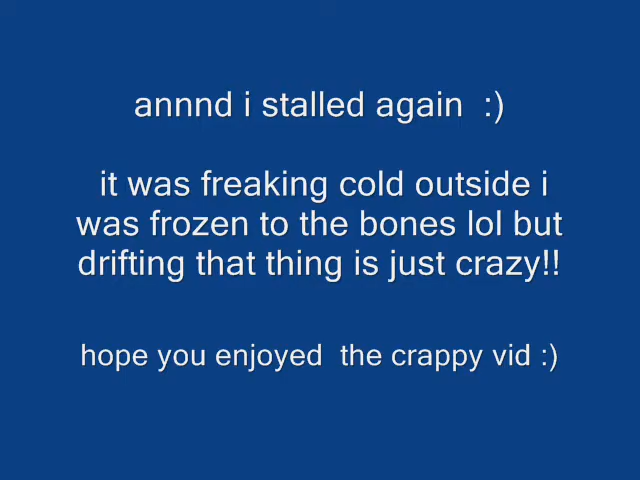 annnd i stalled again  :)
it was freaking cold outside i
was frozen to the bones lol but
drifting that thing is just crazy!!
hope you enjoyed  the crappy vid :)